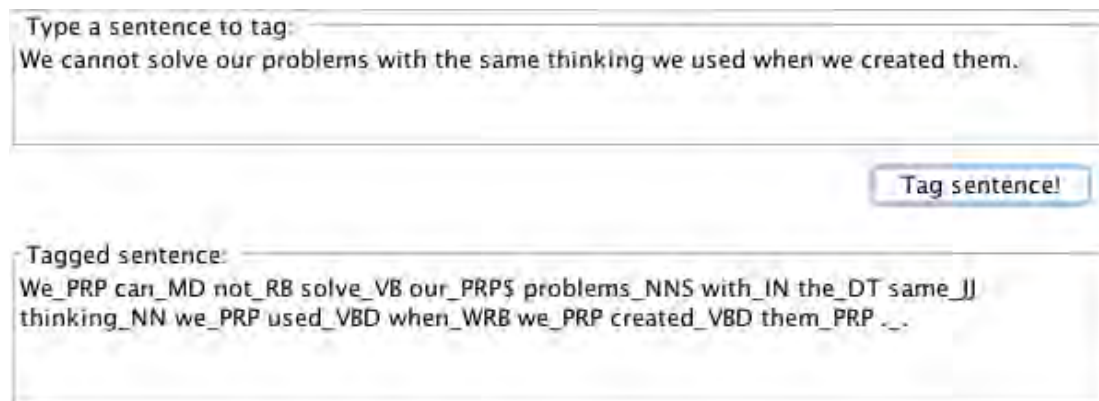 Type a sentence to tag:
We cannot solve our problems with the same thinking we used when we created them.
Tag sentence!
Tagged sentence:
We_PRP can_MD not_RB solve_VB our_PRP$ problems_NNS with_IN the_DT same_JJ
thinking_NN we_PRP used_VBD when_WRB we_PRP created_VBD them_PRP ._.